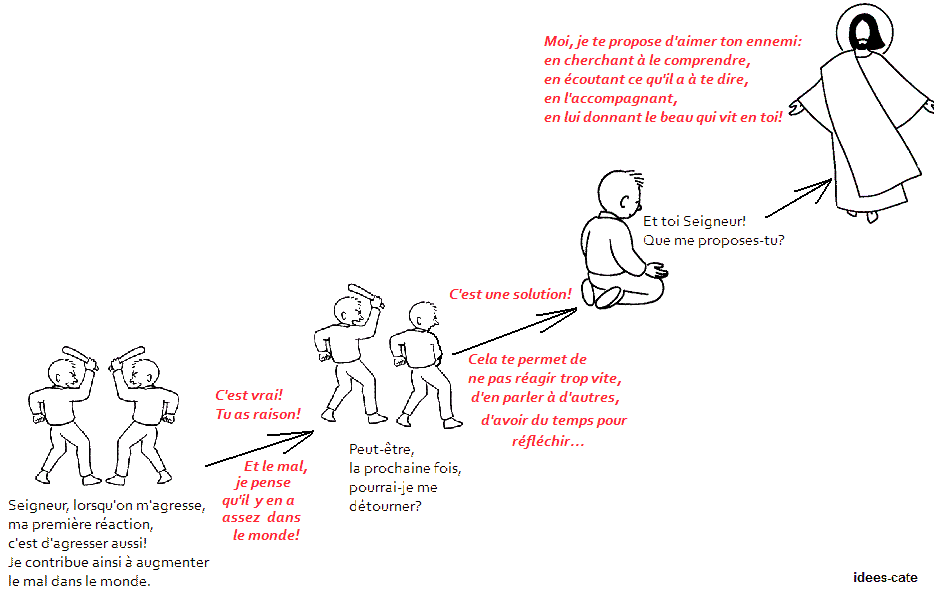 Moi, je te propose d'aimer ton ennemi:
en cherchant à le comprendre,
en écoutant ce qu'il a à te dire,
en l'accompagnant,
en lui donnant le beau qui vit en toi!
Et toi Seigneur!
Que me proposes-tu?
C'est une solution!
Cela te permet de
ne pas réagir trop vite,
d'en parler à d'autres,
d'avoir du temps pour
réfléchir...
Peut-être,
la prochaine fois,
pourrai-je me
détourner?
C'est vrai!
Tu as raison!
Et le mal,
je pense
qu'il y en a
assez dans
le monde!
Seigneur, lorsqu'on m'agresse,
ma première réaction,
c'est d'agresser aussi!
Je contribue ainsi à augmenter
le mal dans le monde.
idees-cate